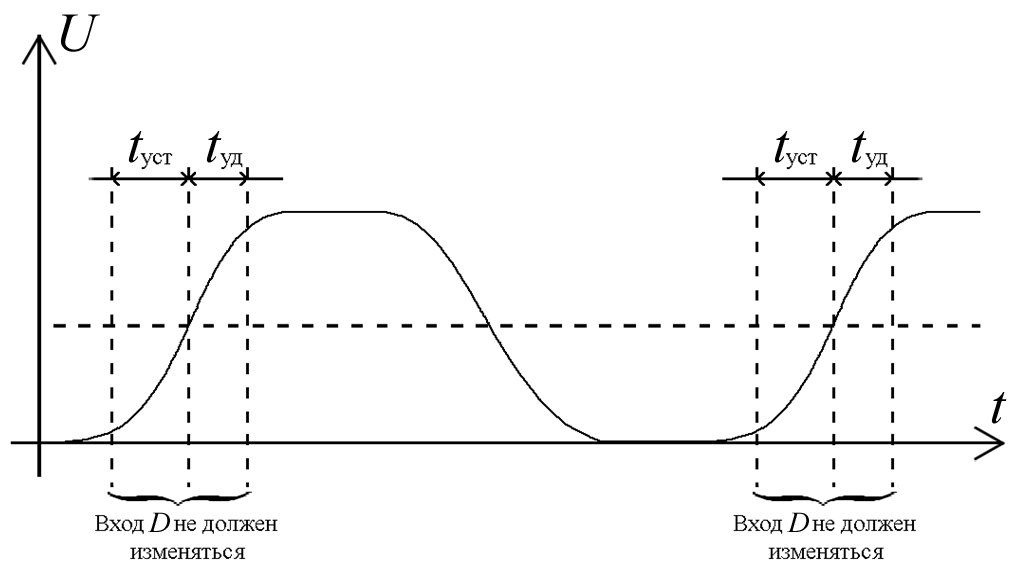 U
tуст tуд tуст tуд
t
Вход D не должен
изменяться
Вход D не должен
изменяться